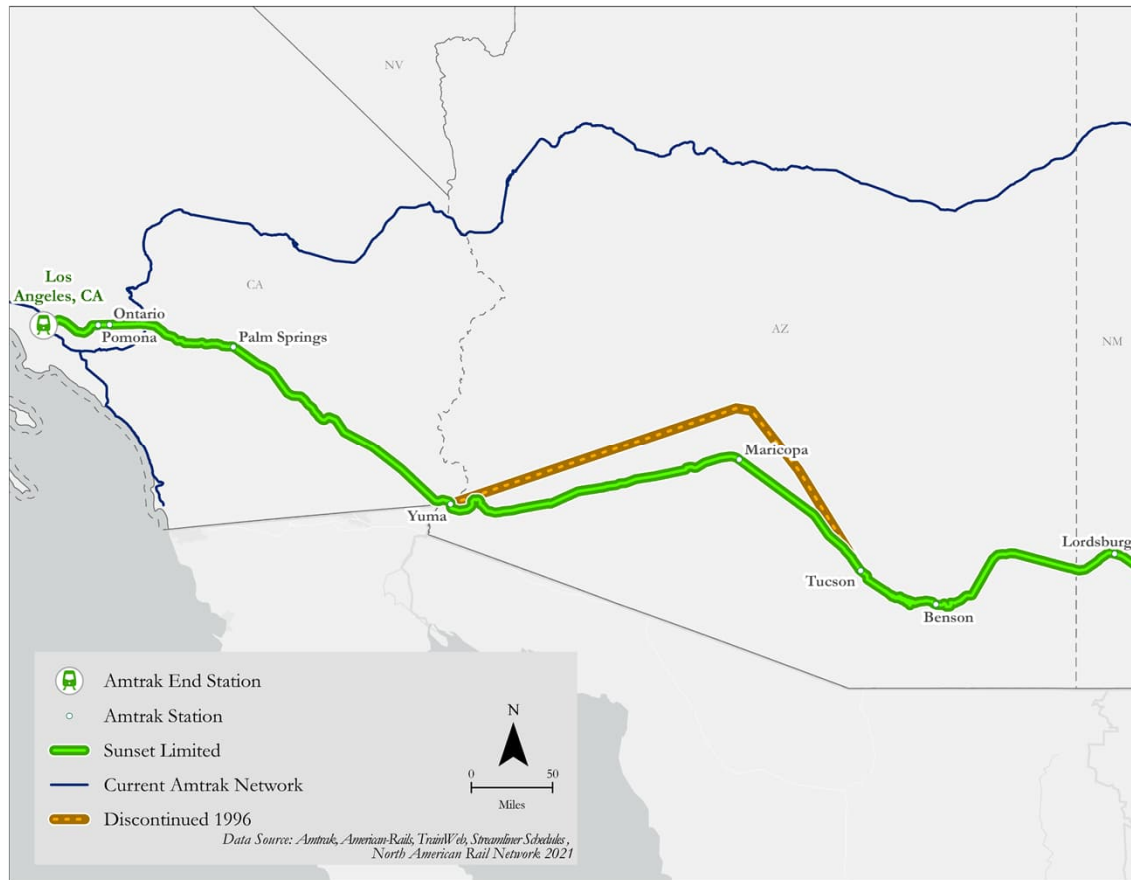 NV
Los
Angeles, CA
CA
Ontario
Pomona
Palm Springs
AZ
NM
Maricopa
Yuma
Lordsburg
Tucson
Benson
Amtrak End Station
Amtrak Station
Sunset Limited
Current Amtrak Network
Discontinued 1996
N
0 50
Miles
Data Source: Amtrak, American-Rails, TrainWeb, Streamliner Schedules,
North American Rail Network 2021